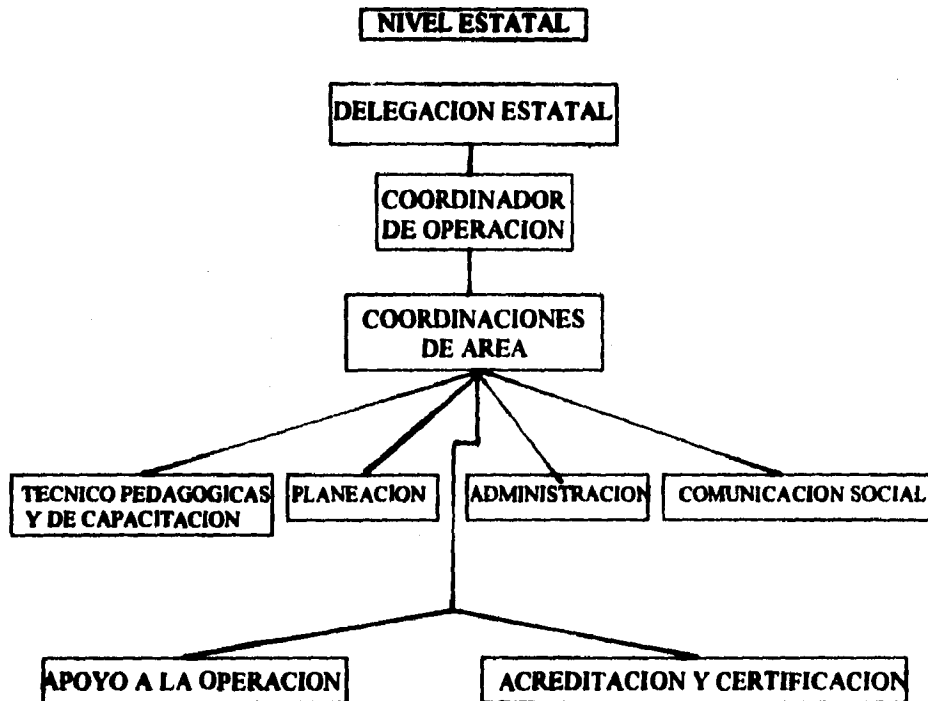 NIVEL ESTATAL
DELEGACION ESTATAL
COORDINADOR
DE OPERACION
COORDINACIONES
DE AREA
TECNICO PEDAGOGICAS
Y DE CAPACITACION
PLANEACION
ADMINISTRACION
COMUNICACION SOCIAL
APOYO A LA OPERACION
ACREDITACION Y CERTIFICACION